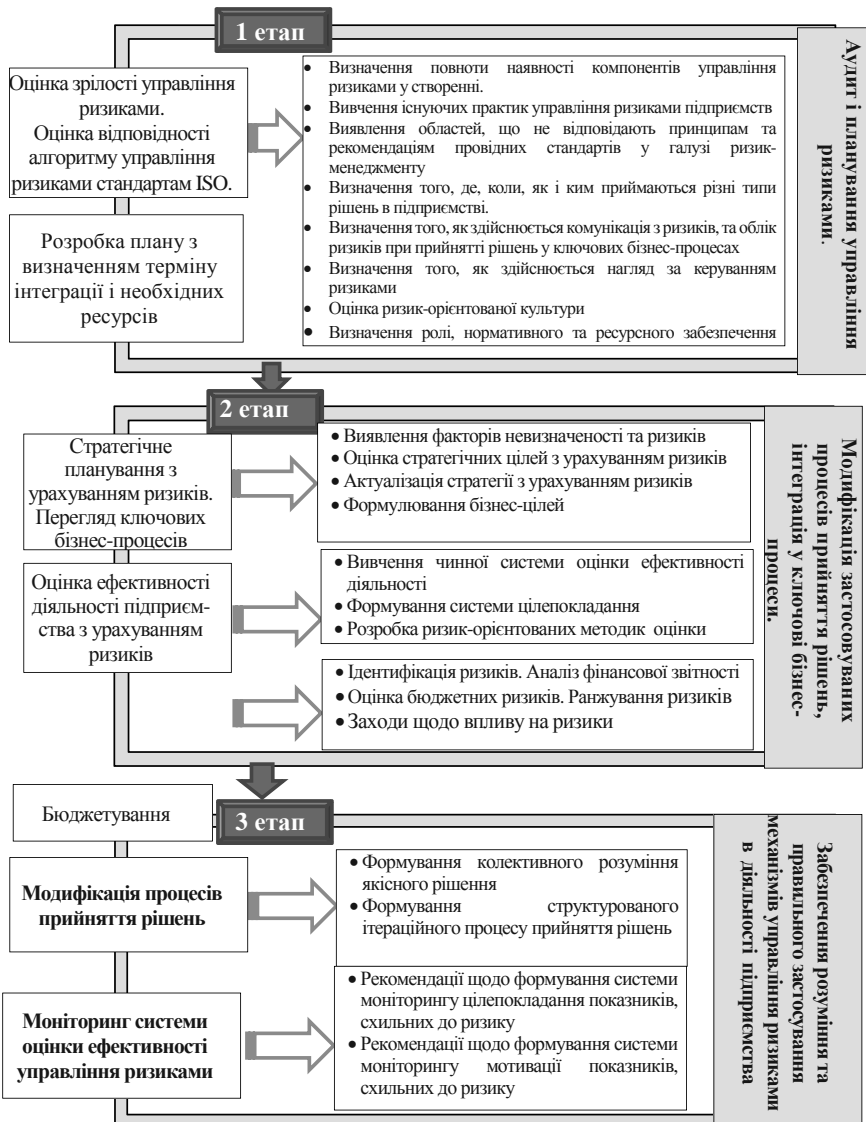 1 етап
Оцінка зрілості управління
ризиками.
Оцінка відповідності
алгоритму управління
ризиками стандартам ISO.
Розробка плану з
визначенням терміну
інтеграції і необхідних
ресурсів
• Визначення повноти наявності компонентів управління
ризиками у створенні.
• Вивчення існуючих практик управління ризиками підприємств
• Виявлення областей, що не відповідають принципам та
рекомендаціям провідних стандартів у галузі ризик-
менеджменту
• Визначення того, де, коли, як і ким приймаються різні типи
рішень в підприємстві.
• Визначення того, як здійснюється комунікація з ризиків, та облік
ризиків при прийнятті рішень у ключових бізнес-процесах
• Визначення того, як здійснюється нагляд за керуванням
ризиками
• Оцінка ризик-орієнтованої культури
• Визначення ролі, нормативного та ресурсного забезпечення
Аудит і планування управління
ризиками.
2 етап
Стратегічне
планування з
урахуванням ризиків.
Перегляд ключових
бізнес-процесів
Оцінка ефективності
діяльності підприєм-
ства з урахуванням
ризиків
• Виявлення факторів невизначеності та ризиків
• Оцінка стратегічних цілей з урахуванням ризиків
• Актуалізація стратегії з урахуванням ризиків
• Формулювання бізнес-цілей
• Вивчення чинної системи оцінки ефективності
діяльності
• Формування системи цілепокладання
• Розробка ризик-орієнтованих методик оцінки
• Ідентифікація ризиків. Аналіз фінансової звітності
• Оцінка бюджетних ризиків. Ранжування ризиків
• Заходи щодо впливу на ризики
Модифікація застосовуваних
процесів прийняття рішень,
інтеграція у ключові бізнес-
процеси.
Бюджетування
3 етап
Модифікація процесів
прийняття рішень
Моніторинг системи
оцінки ефективності
управління ризиками
• Формування колективного розуміння
якісного рішення
• Формування структурованого
ітераційного процесу прийняття рішень
• Рекомендації щодо формування системи
моніторингу цілепокладання показників,
схильних до ризику
• Рекомендації щодо формування системи
моніторингу мотивації показників,
схильних до ризику
Забезпечення розуміння та
правильного застосування
механізмів управління ризиками
в діяльності підприємства